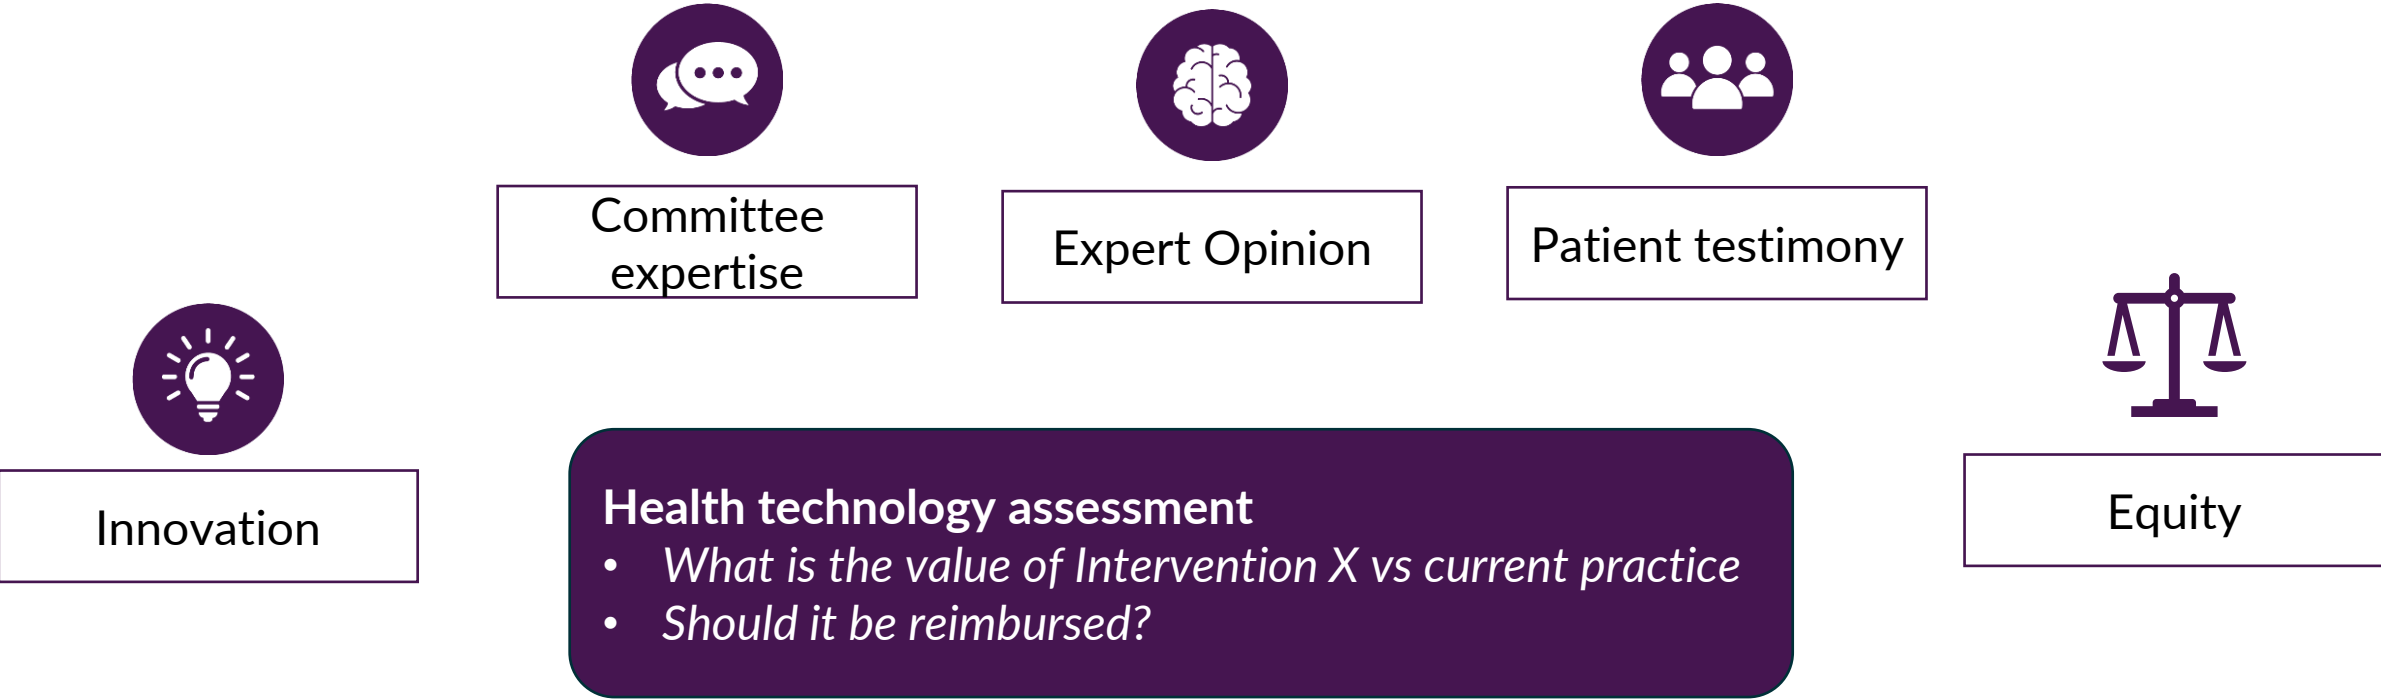 Committee
expertise
Expert Opinion
Patient testimony
Innovation
Equity
Health technology assessment
• What is the value of Intervention X vs current practice
• Should it be reimbursed?